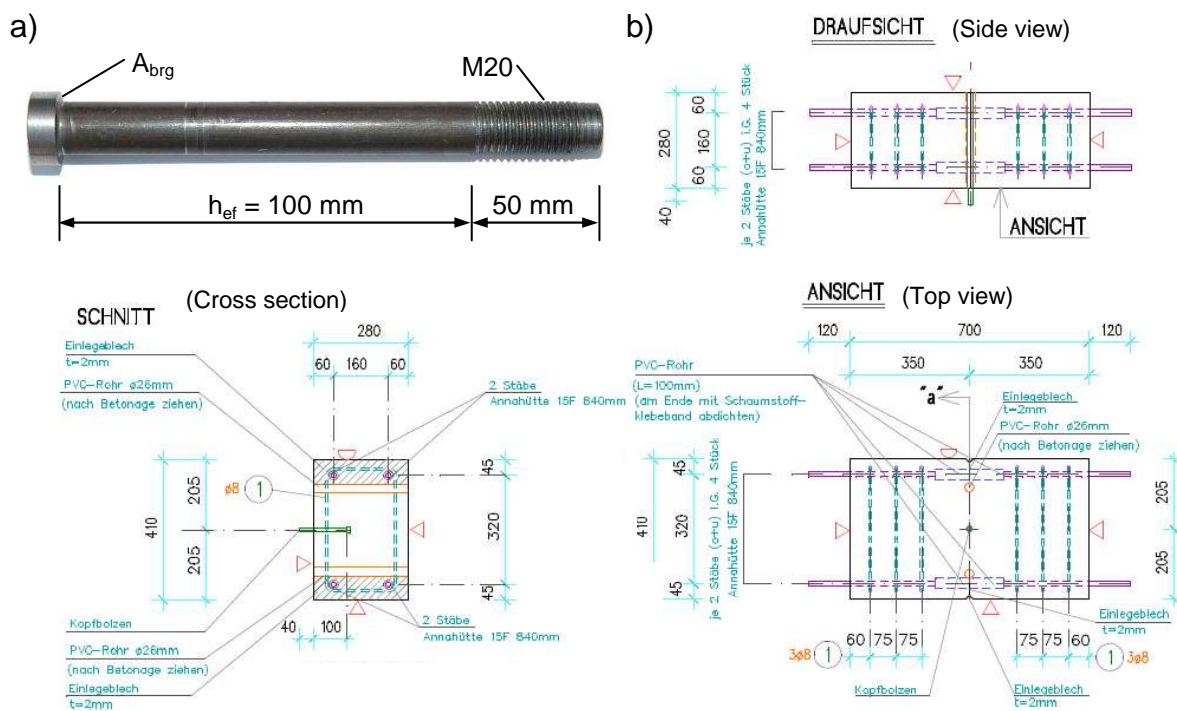 a)
A_brg
M20
h_ef = 100 mm
50 mm
b)
DRAUFSICHT (Side view)
280
60
160
60
40
je 2 Stäbe (o+u) i.G. 4 Stück
Annahütte 15F 840mm
ANSICHT
SCHNITT (Cross section)
280
60 160 60
Einlegeblech
t=2mm
PVC-Rohr ø26mm
(nach Betonage ziehen)
2 Stäbe
Annahütte 15F 840mm
ø8 1
410
205
205
45
320
45
Kopfbolzen
40 100
2 Stäbe
Annahütte 15F 840mm
PVC-Rohr ø26mm
(nach Betonage ziehen)
Einlegeblech
t=2mm
ANSICHT (Top view)
120 700 120
350 350
PVC-Rohr
(L=100mm)
(am Ende mit Schaumstoff-
klebeband abdichten)
"a"
Einlegeblech
t=2mm
PVC-Rohr ø26mm
(nach Betonage ziehen)
je 2 Stäbe (o+u) i.G. 4 Stück
Annahütte 15F 840mm
410
45
320
45
205
205
Einlegeblech
t=2mm
60 75 75
75 75 60
3ø8 1
1 3ø8
Kopfbolzen
Einlegeblech
t=2mm